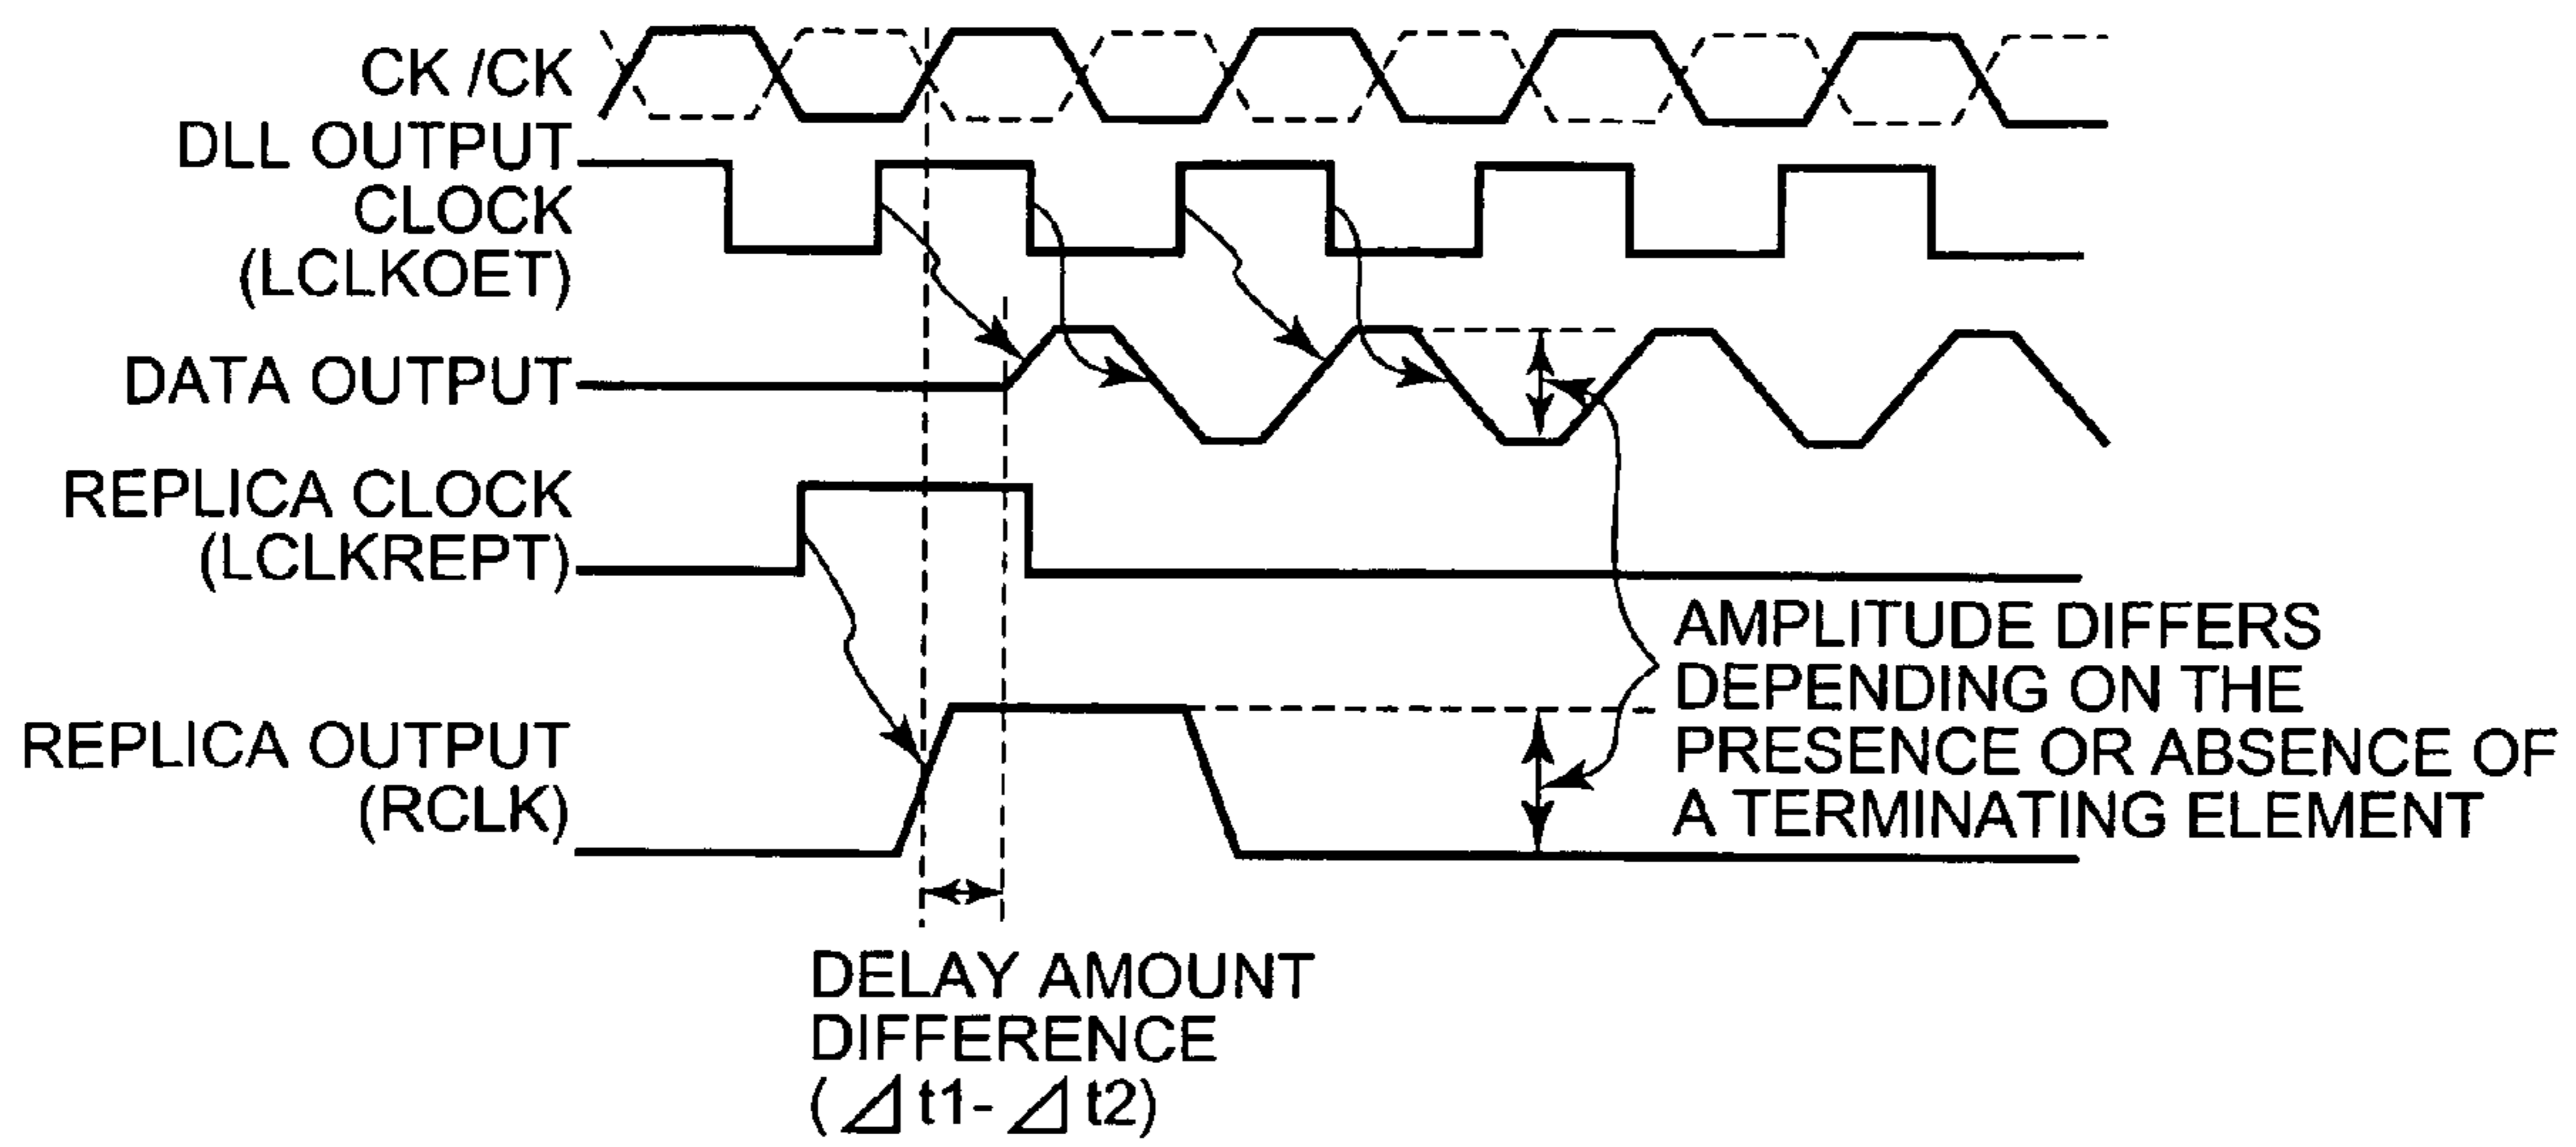 CK /CK
DLL OUTPUT
CLOCK
(LCLKOET)
DATA OUTPUT
REPLICA CLOCK
(LCLKREPT)
REPLICA OUTPUT
(RCLK)
AMPLITUDE DIFFERS
DEPENDING ON THE
PRESENCE OR ABSENCE OF
A TERMINATING ELEMENT
DELAY AMOUNT
DIFFERENCE
(⊿t1-⊿t2)